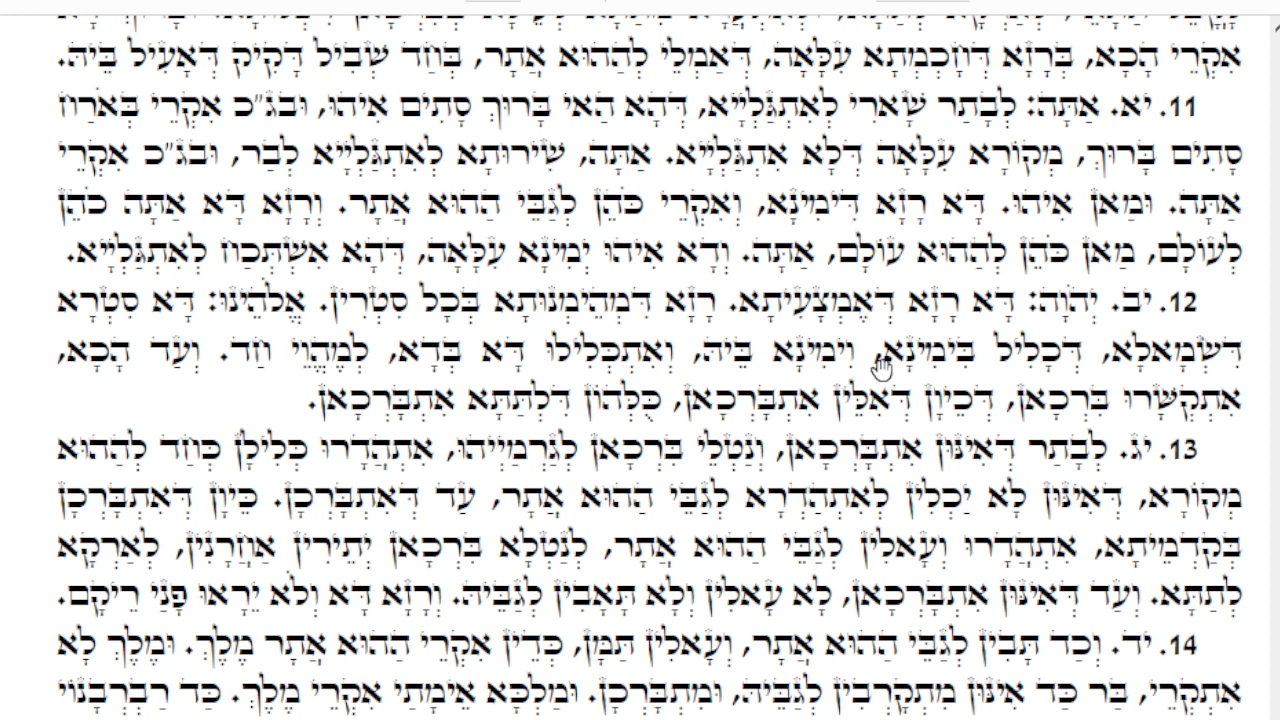 אִקְרֵי הָכָא, בְּרָזָא דְּחָכְמְתָא עִלָּאָה, דְּאַמְלֵי לְהַהוּא אֲתָר, בְּחַד שְׁבִיל דָּקִיק דְּאָעִיל בֵּיהּ.
11. יא. אַתָּה: לְבָתַר שָׁארֵי לְאִתְגַּלְּיָיא, דְּהָא הַאי בָּרוּךְ סָתִים אִיהוּ, וּבג״כ אִקְרֵי בְּאֹרַח
סָתִים בָּרוּךְ, מְקוֹרָא עִלָּאָה דְּלָא אִתְגַּלְּיָיא. אַתָּה, שֵׁירוּתָא לְאִתְגַּלְּיָיא לְבַר, וּבג״כ אִקְרֵי
אַתָּה. וּמַאן אִיהוּ. דָּא רָזָא דִּימִינָא, וְאִקְרֵי כֹּהֵן לְגַבֵּי הַהוּא אֲתָר. וְרָזָא דָּא אַתָּה כֹהֵן
לְעוֹלָם, מַאן כֹּהֵן לְהַהוּא עוֹלָם, אַתָּה. וְדָא אִיהוּ יְמִינָא עִלָּאָה, דְּהָא אִשְׁתְּכַח לְאִתְגַּלְּיָיא.
12. יב. יְהֹוָה: דָּא רָזָא דְּאֶמְצָעִיתָא. רָזָא דִּמְהֵימְנוּתָא בְּכָל סִטְרִין. אֱלֹהֵינוּ: דָּא סִטְרָא
דִּשְׂמָאלָא, דְּכָלִיל בִּימִינָא, וִימִינָא בֵּיהּ, וְאִתְכְּלִילוּ דָּא בְּדָא, לְמֶהֱוֵי חַד. וְעַד הָכָא,
אִתְקְשָּׁרוּ בִּרְכָאן, דְּכֵיוָן דְּאִלֵּין אִתְבָּרְכָאן, כֻּלְּהוֹן דִּלְתַתָּא אִתְבָּרְכָאן.
13. יג. לְבָתַר דְּאִינּוּן אִתְבָּרְכָאן, וְנַטְלֵי בִּרְכָאן לְגַרְמַיְיהוּ, אִתְהֲדָרוּ כְּלִילָן כְּחַד לְהַהוּא
מְקוֹרָא, דְּאִינּוּן לָא יַכְלִין לְאִתְהַדְּרָא לְגַבֵּי הַהוּא אֲתָר, עַד דְּאִתְבָּרְכָן. כֵּיוָן דְּאִתְבָּרְכָן
בְּקַדְמֵיתָא, אִתְהֲדָרוּ וְעָאלִין לְגַבֵּי הַהוּא אֲתָר, לְנַטְלָא בִּרְכָאן יְתֵירִין אַחֲרָנִין, לְאַרְקָא
לְתַתָּא. וְעַד דְּאִינּוּן אִתְבָּרְכָאן, לָא עָאלִין וְלָא תָּאבִין לְגַבֵּיהּ. וְרָזָא דָּא וְלֹא יֵרָאוּ פָּנַי רֵיקָם.
14. יד. וְכַד תָּבִין לְגַבֵּי הַהוּא אֲתָר, וְעָאלִין תַּמָּן, כְּדֵין אִקְרֵי הַהוּא אֲתָר מֶלֶךְ. וּמֶלֶךְ לָא
אִתְקְרֵי, בַּר כַּד אִינּוּן מִתְקָרְבִין לְגַבֵּיהּ, וּמִתְבָּרְכָן. וּמַלְכָּא אֵימָתַי אִקְרֵי מֶלֶךְ. כַּד רַבְרְבָנוֹי